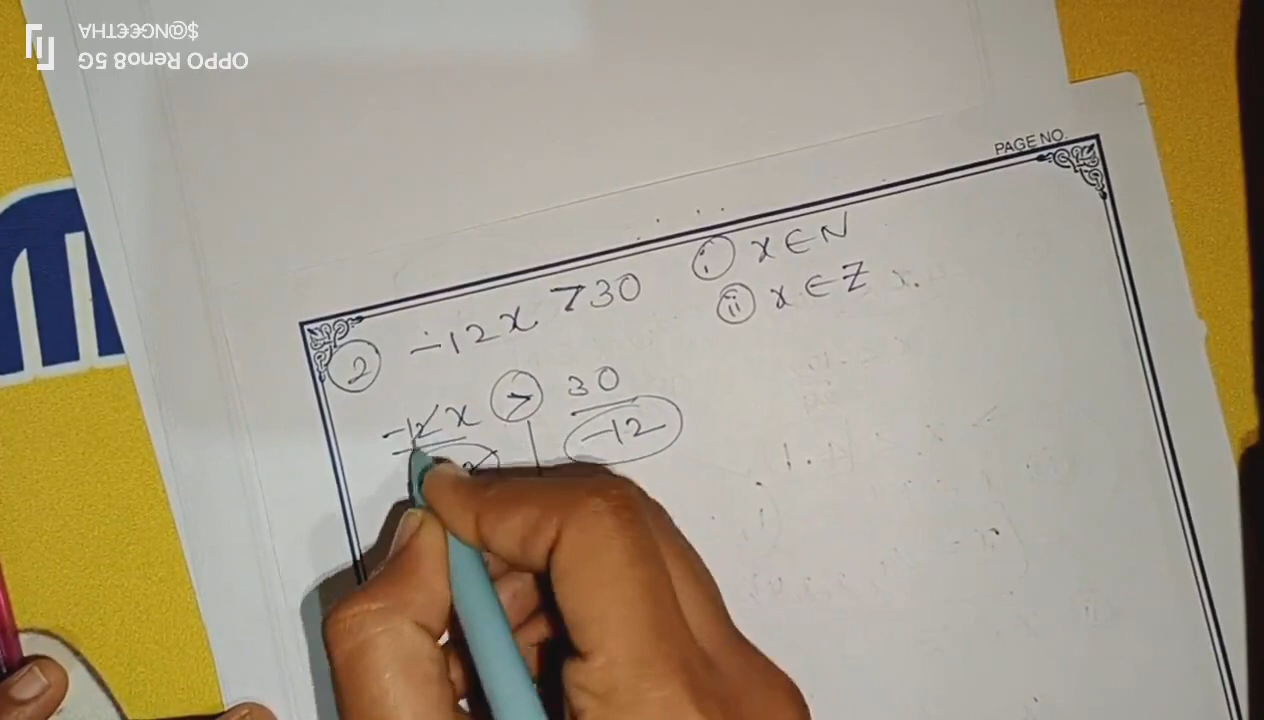 $@NGEETHA
OPPO Reno8 5G
PAGE NO.
② -12x >30 ⓘ x ∈ N
ⓘⓘ x ∈ Z
-12x > 30
-12